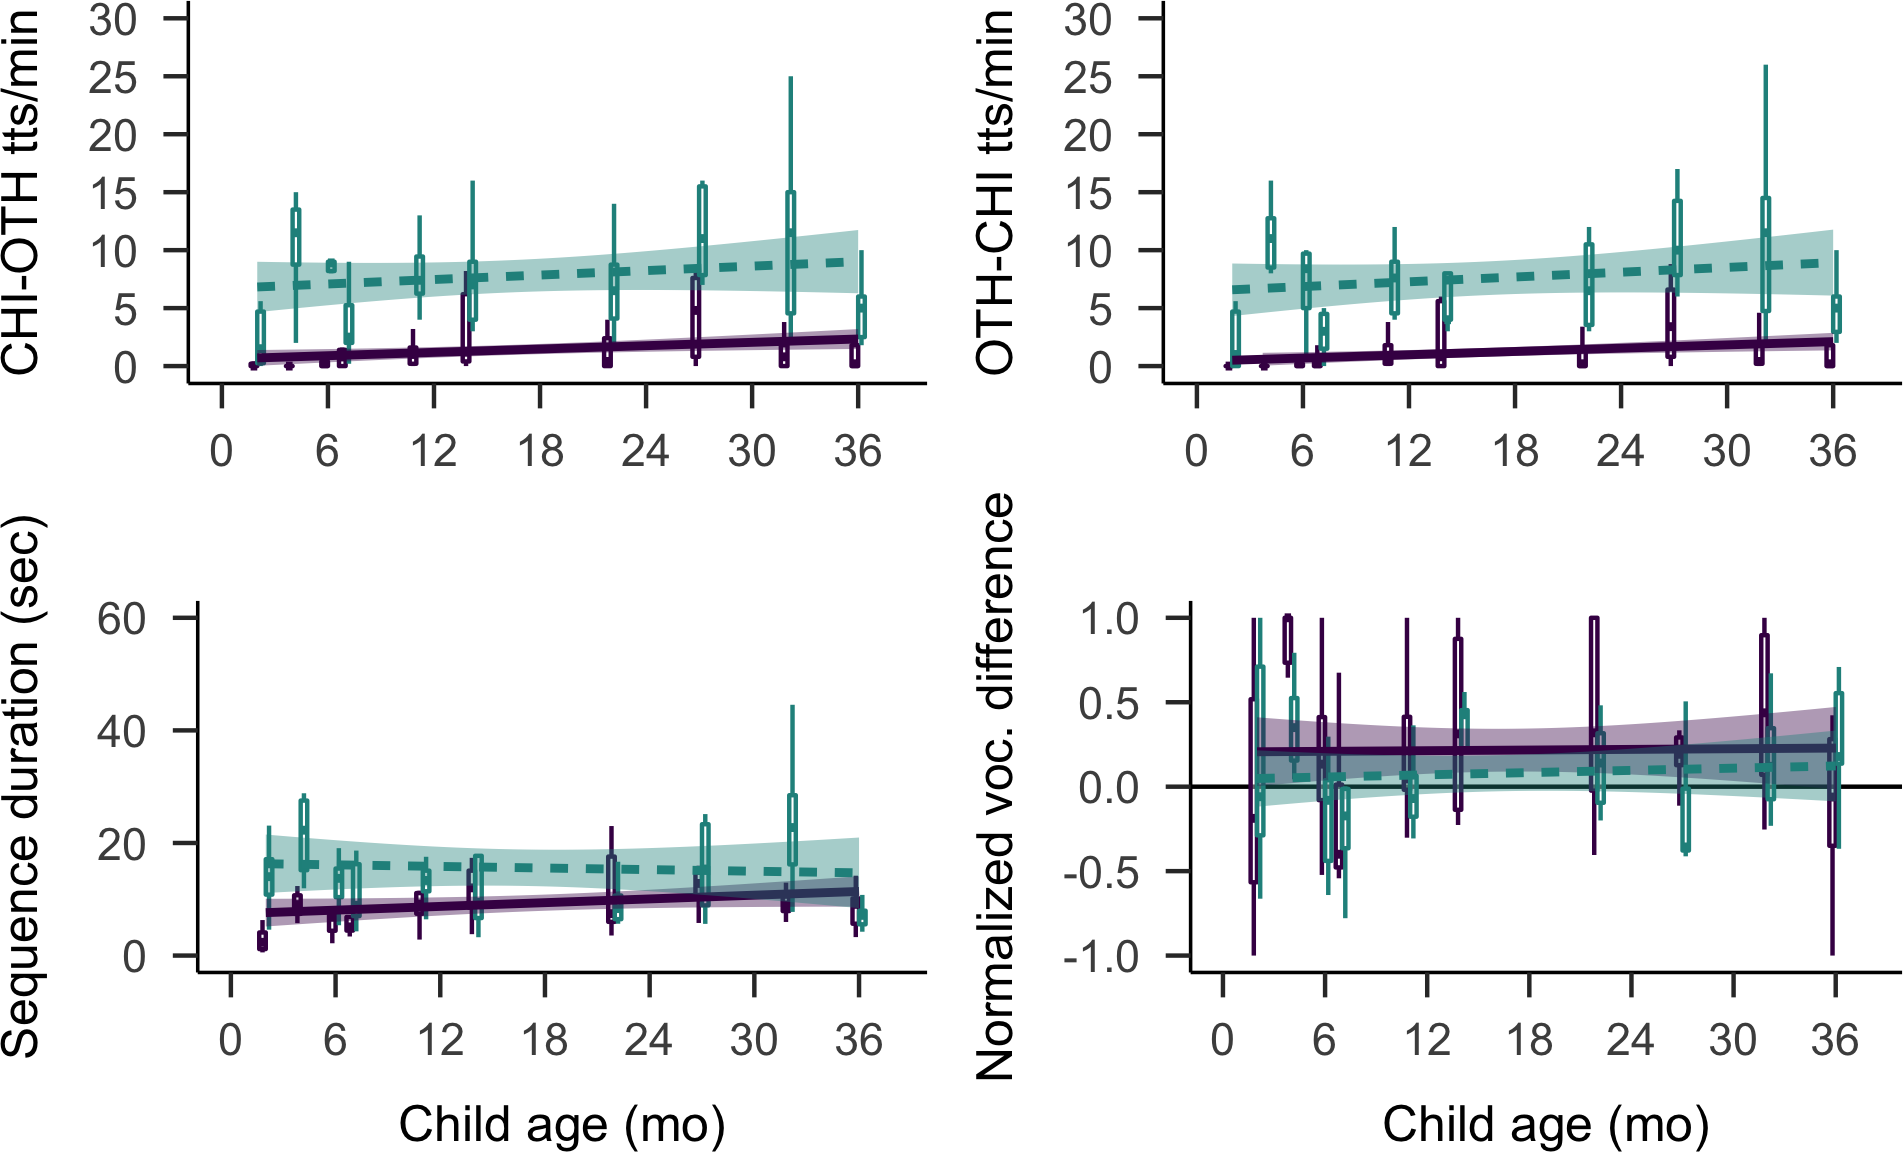 CHI-OTH tts/min
30
25
20
15
10
5
0
0 6 12 18 24 30 36
OTH-CHI tts/min
30
25
20
15
10
5
0
0 6 12 18 24 30 36
Sequence duration (sec)
60
40
20
0
0 6 12 18 24 30 36
Child age (mo)
Normalized voc. difference
1.0
0.5
0.0
-0.5
-1.0
0 6 12 18 24 30 36
Child age (mo)